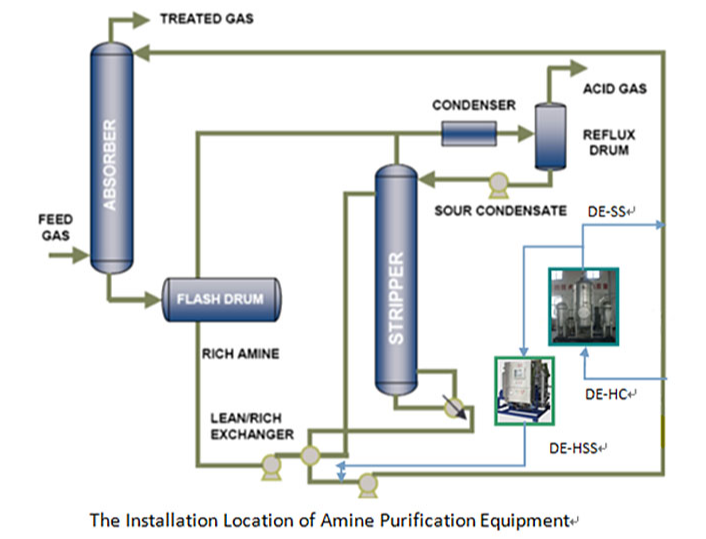 TREATED GAS
ABSORBER
FEED
GAS
FLASH DRUM
RICH AMINE
LEAN/RICH
EXCHANGER
CONDENSER
ACID GAS
REFLUX
DRUM
SOUR CONDENSATE
STRIPPER
DE-SS↵
DE-HC↵
DE-HSS↵
The Installation Location of Amine Purification Equipment↵